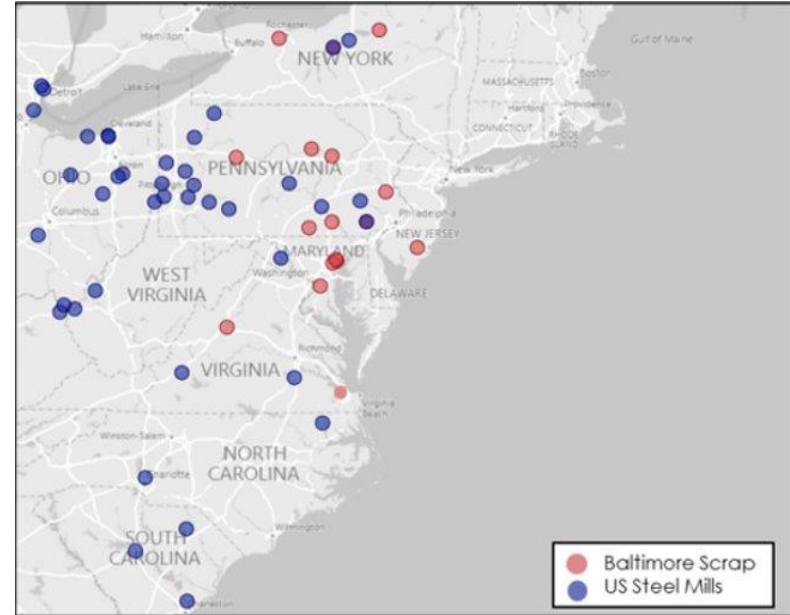 Rochester
Hamilton
Buffalo
NEW YORK
Gulf of Maine
MASSACHUSETTS
Boston
Detroit
Lake Erie
Hartford
Providence
CONNECTICUT
RHODE
ISLAND
Cleveland
Akron
New York
OHIO
PENNSYLVANIA
Pittsburgh
Columbus
Philadelphia
NEW JERSEY
MARYLAND
Washington
WEST
VIRGINIA
DELAWARE
Richmond
VIRGINIA
Virginia
Beach
Winston-Salem
NORTH
CAROLINA
Charlotte
SOUTH
CAROLINA
Wilmington
Charleston
Baltimore Scrap
US Steel Mills